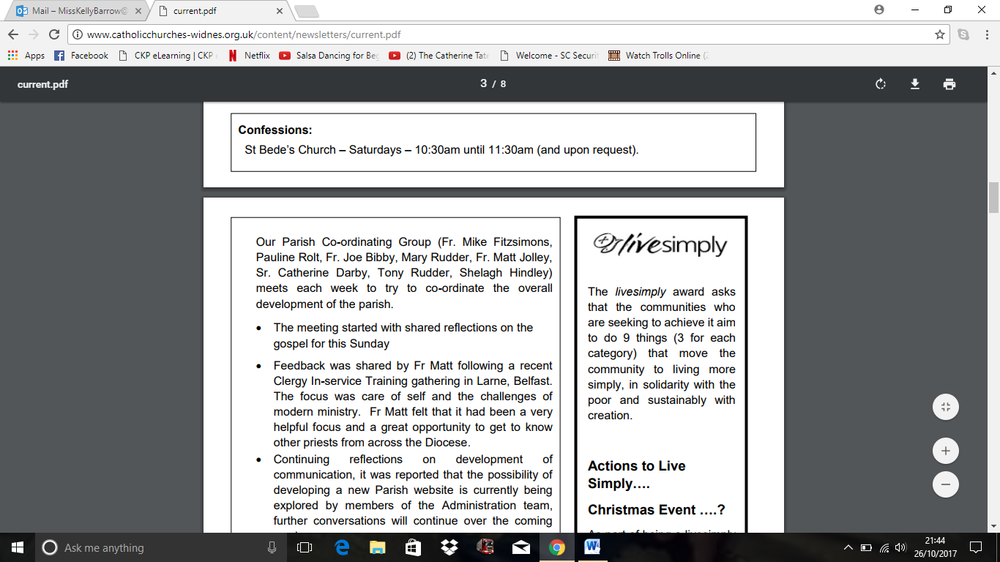 Mail – MissKellyBarrow@
current.pdf
www.catholicchurches-widnes.org.uk/content/newsletters/current.pdf
Apps
Facebook
CKP eLearning | CKP
Netflix
Salsa Dancing for Beg
(2) The Catherine Tate
Welcome - SC Securit
Watch Trolls Online (2
current.pdf
3 / 8
Confessions:
St Bede’s Church – Saturdays – 10:30am until 11:30am (and upon request).
Our Parish Co-ordinating Group (Fr. Mike Fitzsimons,
Pauline Rolt, Fr. Joe Bibby, Mary Rudder, Fr. Matt Jolley,
Sr. Catherine Darby, Tony Rudder, Shelagh Hindley)
meets each week to try to co-ordinate the overall
development of the parish.
• The meeting started with shared reflections on the
gospel for this Sunday
• Feedback was shared by Fr Matt following a recent
Clergy In-service Training gathering in Larne, Belfast.
The focus was care of self and the challenges of
modern ministry. Fr Matt felt that it had been a very
helpful focus and a great opportunity to get to know
other priests from across the Diocese.
• Continuing reflections on development of
communication, it was reported that the possibility of
developing a new Parish website is currently being
explored by members of the Administration team,
further conversations will continue over the coming
livesimply
The livesimply award asks
that the communities who
are seeking to achieve it aim
to do 9 things (3 for each
category) that move the
community to living more
simply, in solidarity with the
poor and sustainably with
creation.
Actions to Live
Simply….
Christmas Event ….?
As part of being a livesimply
Ask me anything
21:44
26/10/2017